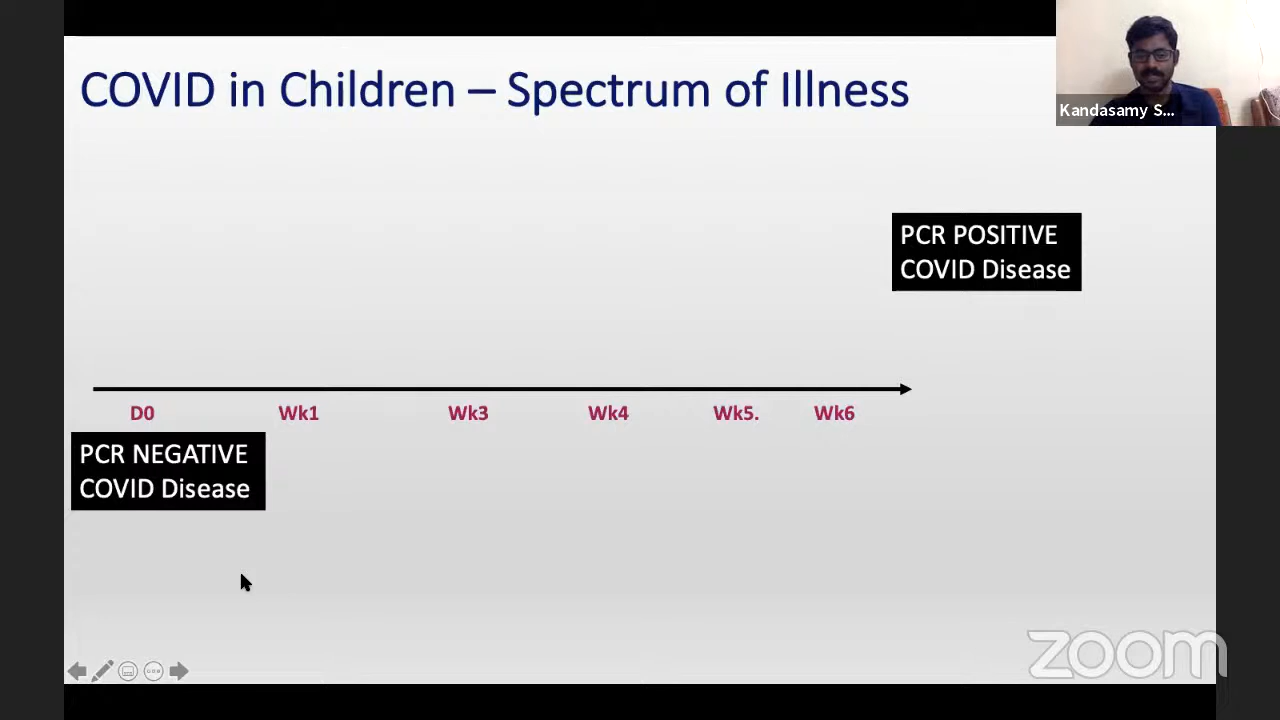 COVID in Children – Spectrum of Illness
Kandasamy S...
PCR POSITIVE
COVID Disease
D0 Wk1 Wk3 Wk4 Wk5. Wk6
PCR NEGATIVE
COVID Disease
zoom